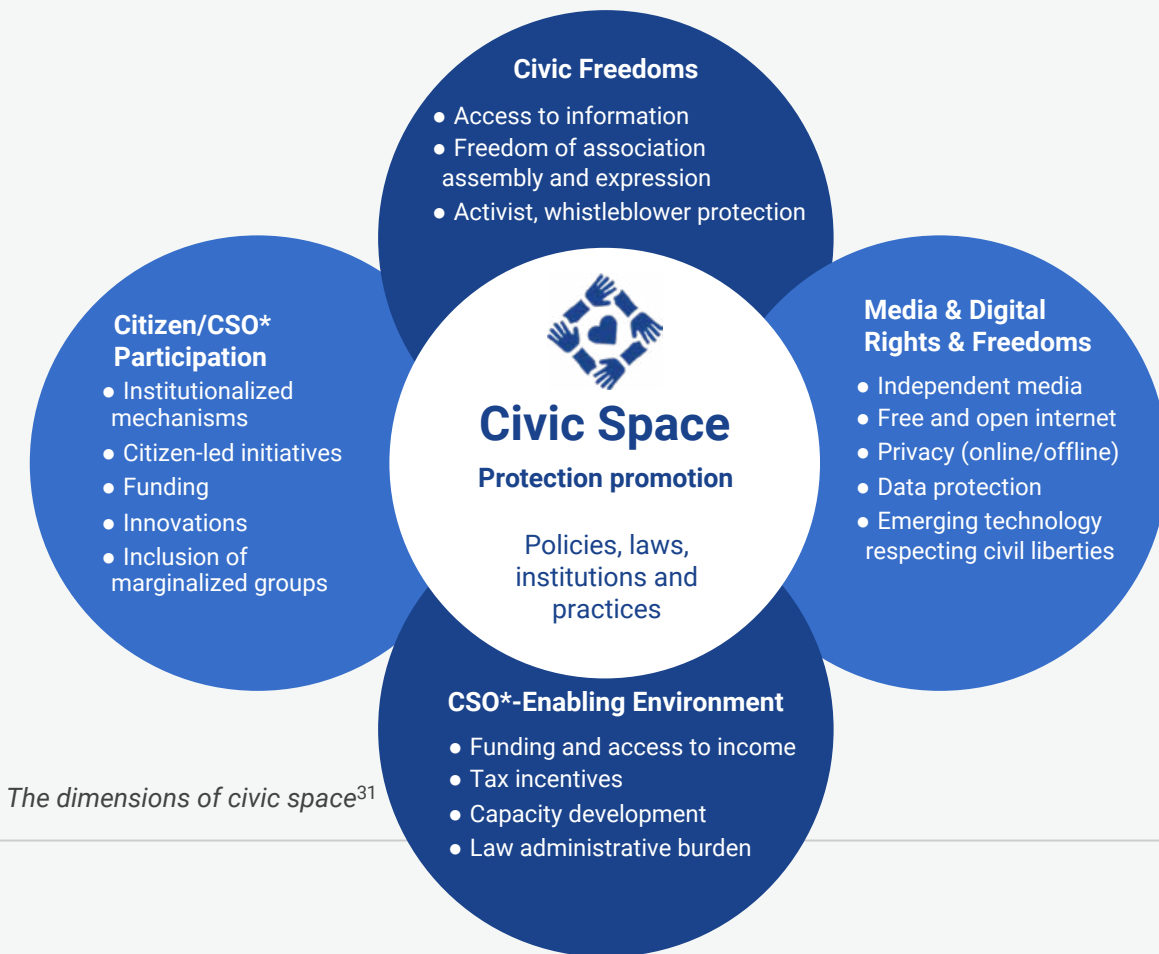 Civic Freedoms
● Access to information
● Freedom of association
assembly and expression
● Activist, whistleblower protection
Citizen/CSO*
Participation
● Institutionalized
mechanisms
● Citizen-led initiatives
● Funding
● Innovations
● Inclusion of
marginalized groups
Civic Space
Protection promotion
Policies, laws,
institutions and
practices
Media & Digital
Rights & Freedoms
● Independent media
● Free and open internet
● Privacy (online/offline)
● Data protection
● Emerging technology
respecting civil liberties
CSO*-Enabling Environment
● Funding and access to income
● Tax incentives
● Capacity development
● Law administrative burden
The dimensions of civic space³¹